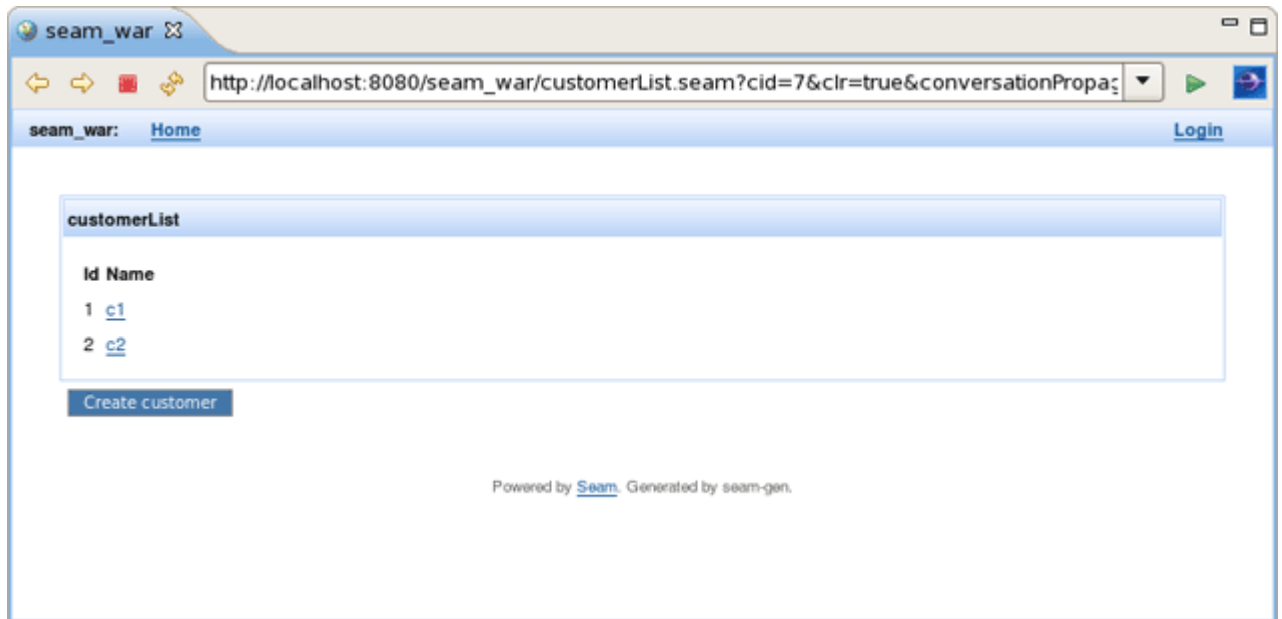 seam_war
http://localhost:8080/seam_war/customerList.seam?cid=7&clr=true&conversationPropag
seam_war: Home Login
customerList
Id Name
1 c1
2 c2
Create customer
Powered by Seam. Generated by seam-gen.